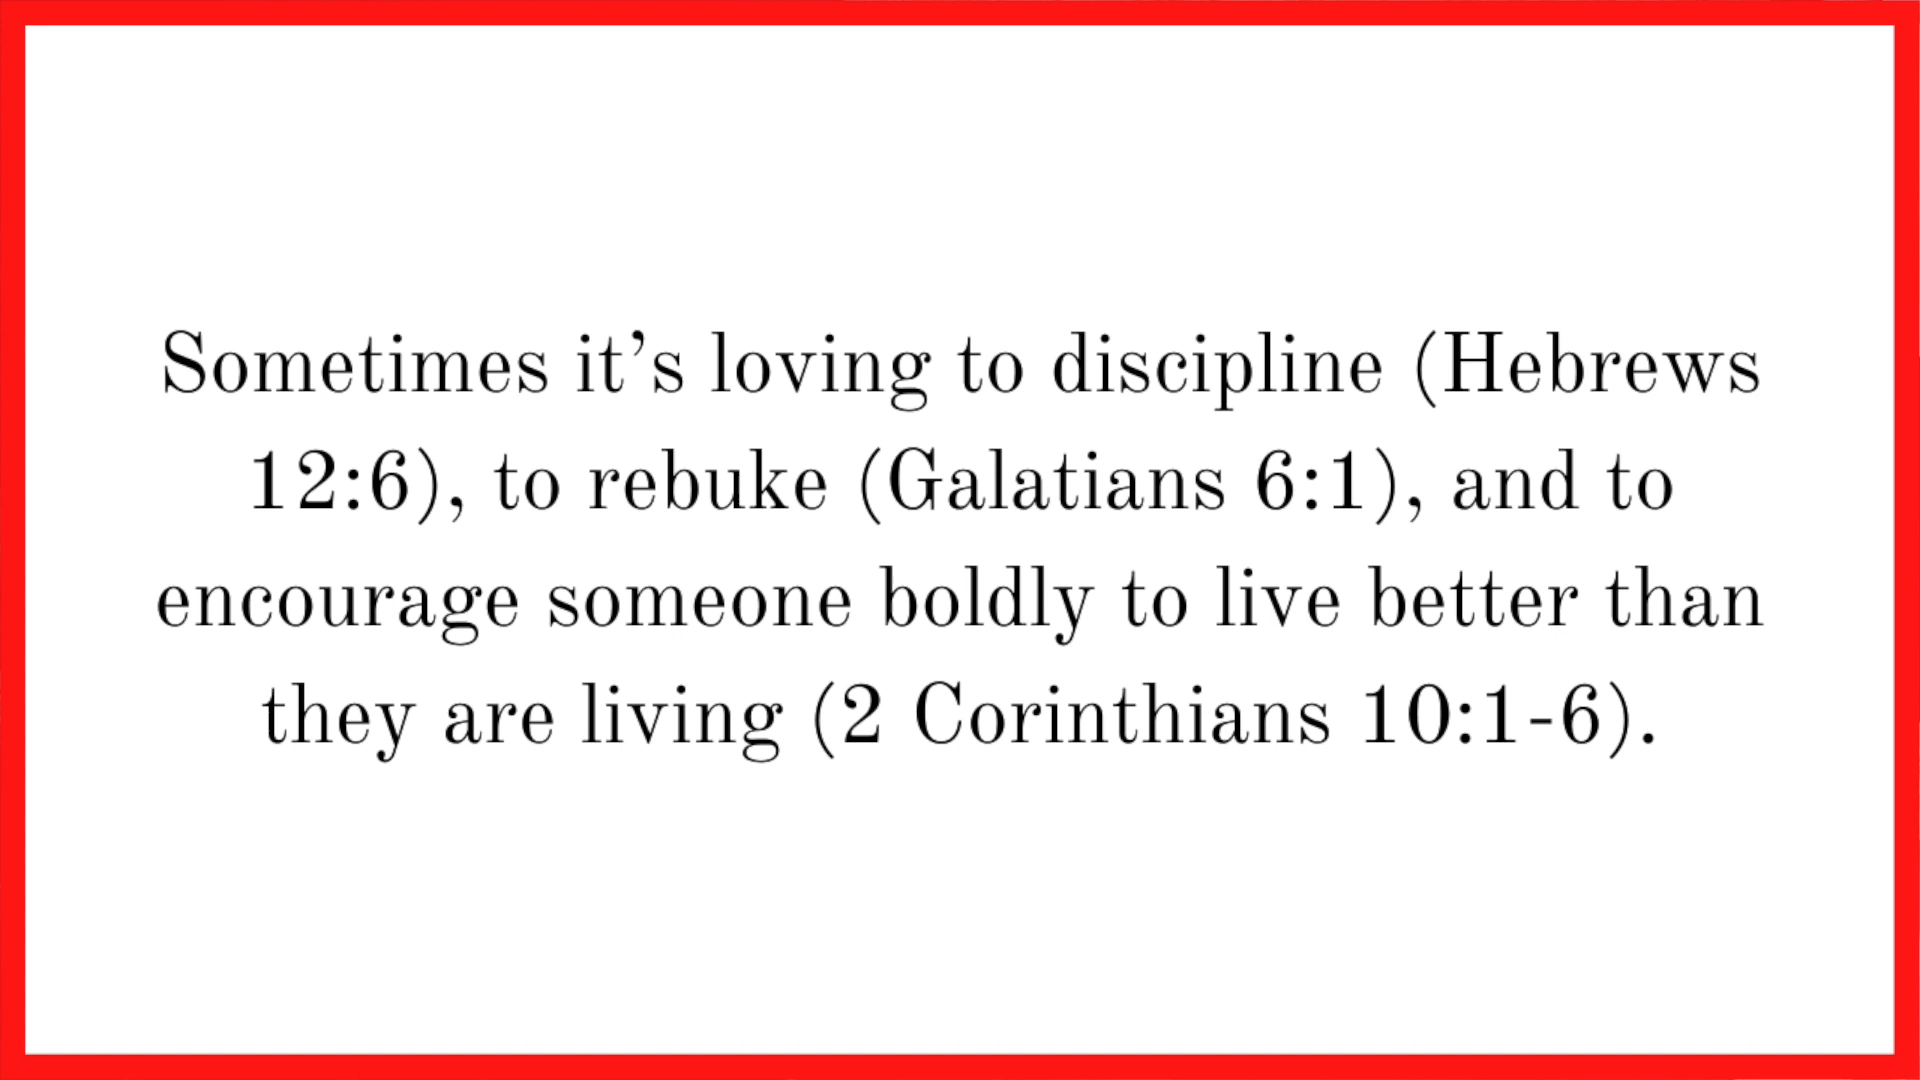 Sometimes it’s loving to discipline (Hebrews
12:6), to rebuke (Galatians 6:1), and to
encourage someone boldly to live better than
they are living (2 Corinthians 10:1-6).